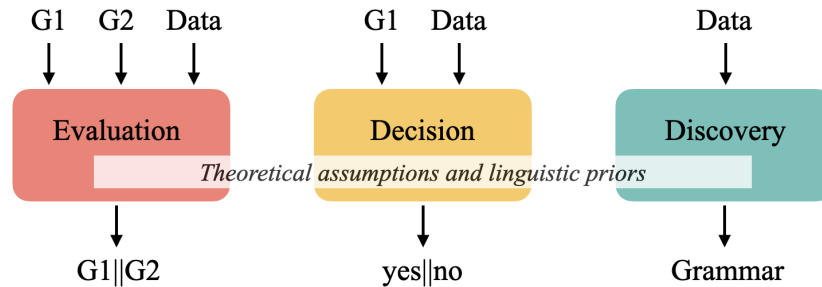 G1 G2 Data G1 Data Data
Evaluation Decision Discovery
Theoretical assumptions and linguistic priors
G1||G2 yes||no Grammar